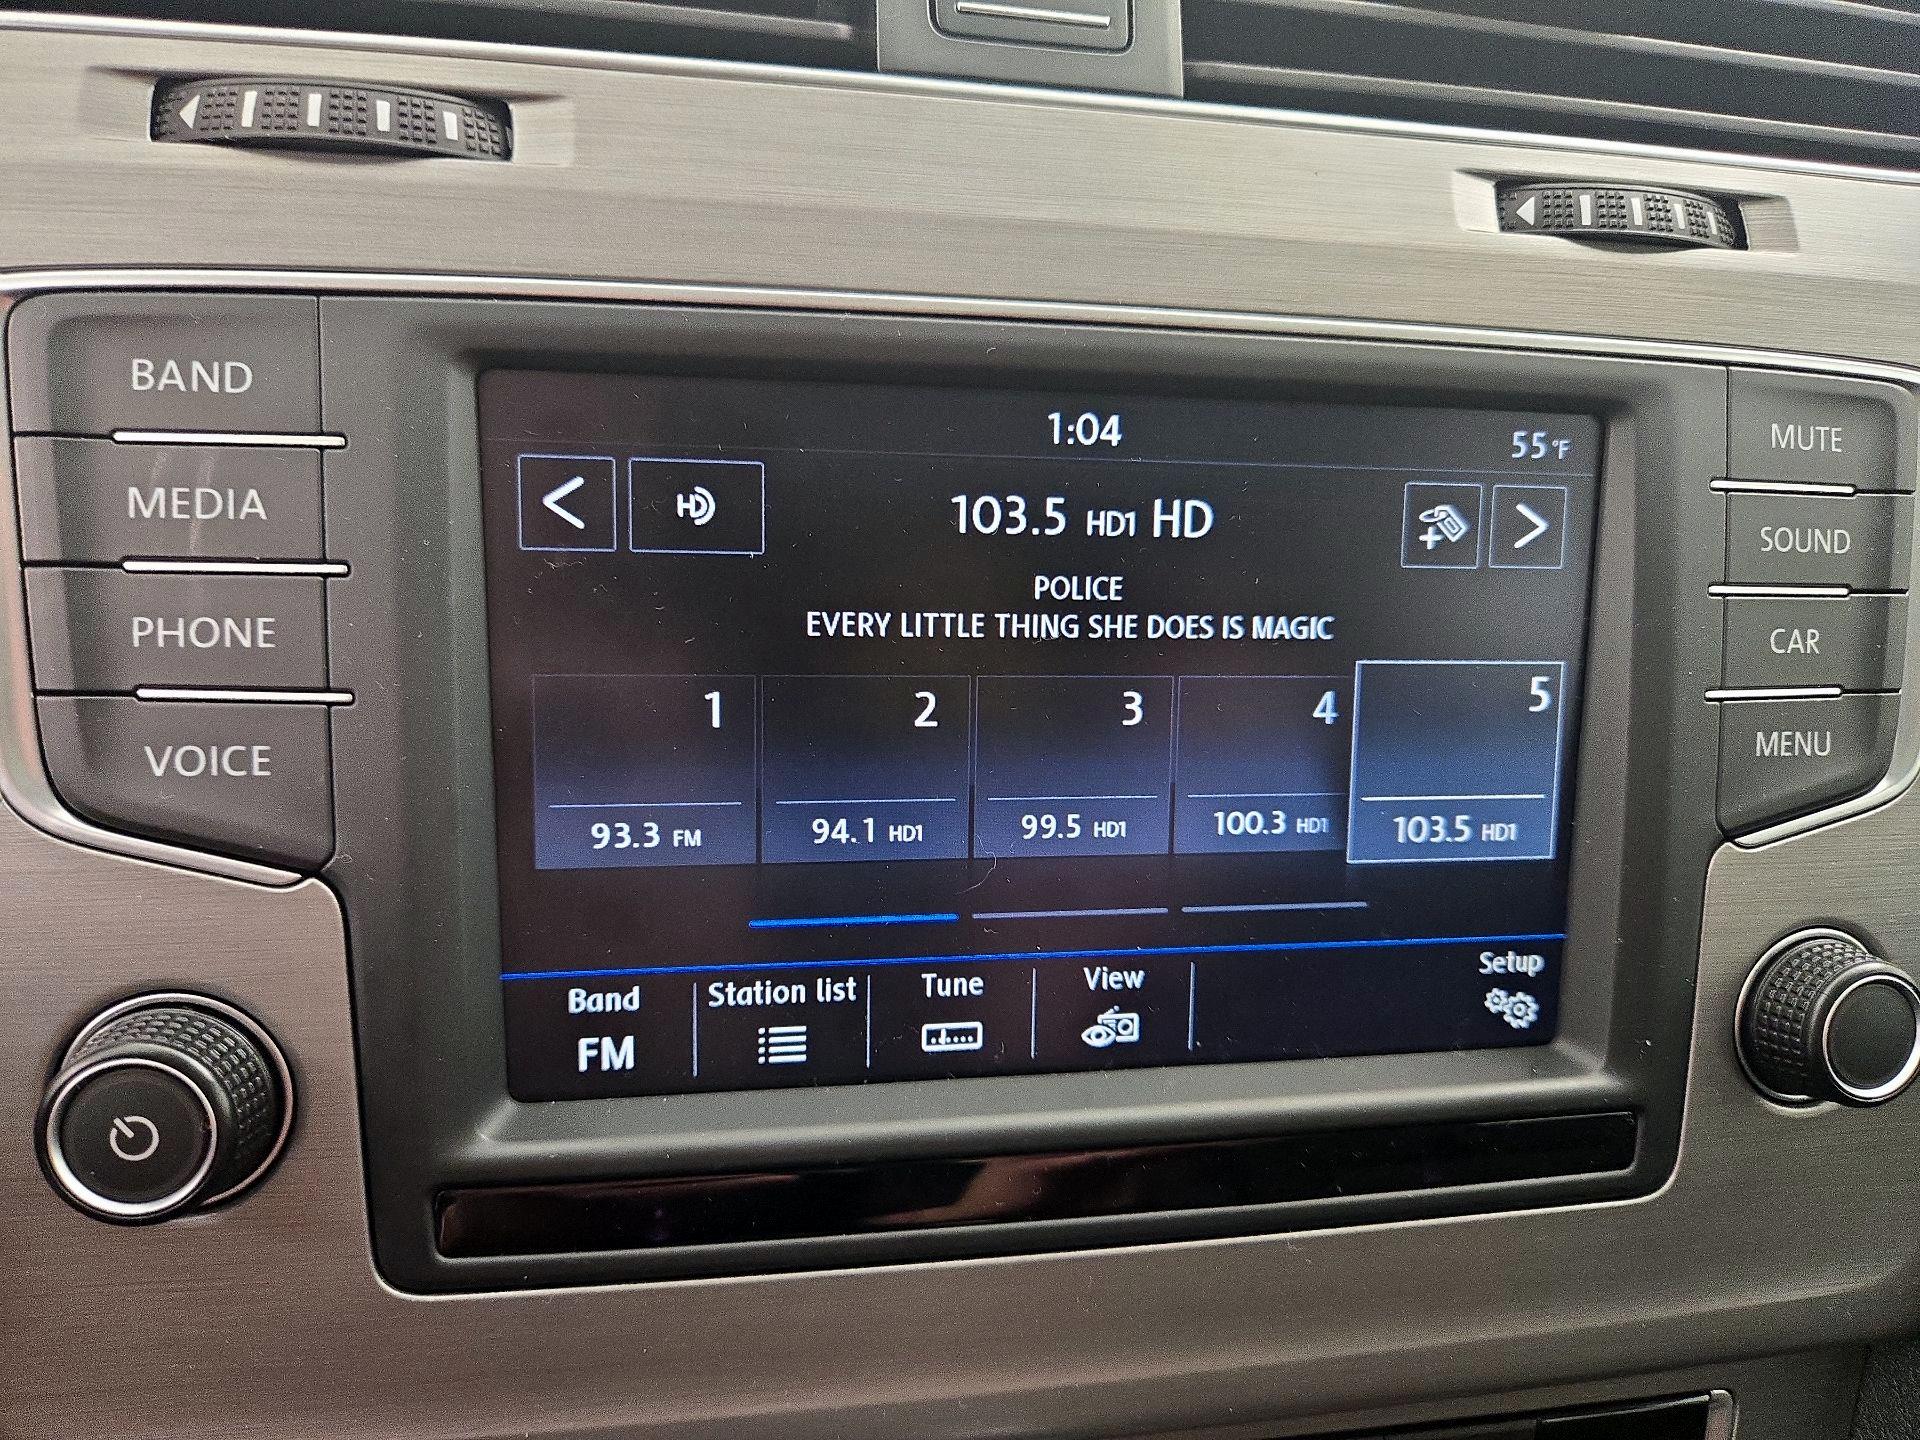 BAND
MEDIA
PHONE
VOICE
1:04
55°F
<
HD
103.5 HD1 HD
>
POLICE
EVERY LITTLE THING SHE DOES IS MAGIC
1
2
3
4
5
93.3 FM
94.1 HD1
99.5 HD1
100.3 HD1
103.5 HD1
Band
FM
Station list
Tune
View
Setup
MUTE
SOUND
CAR
MENU